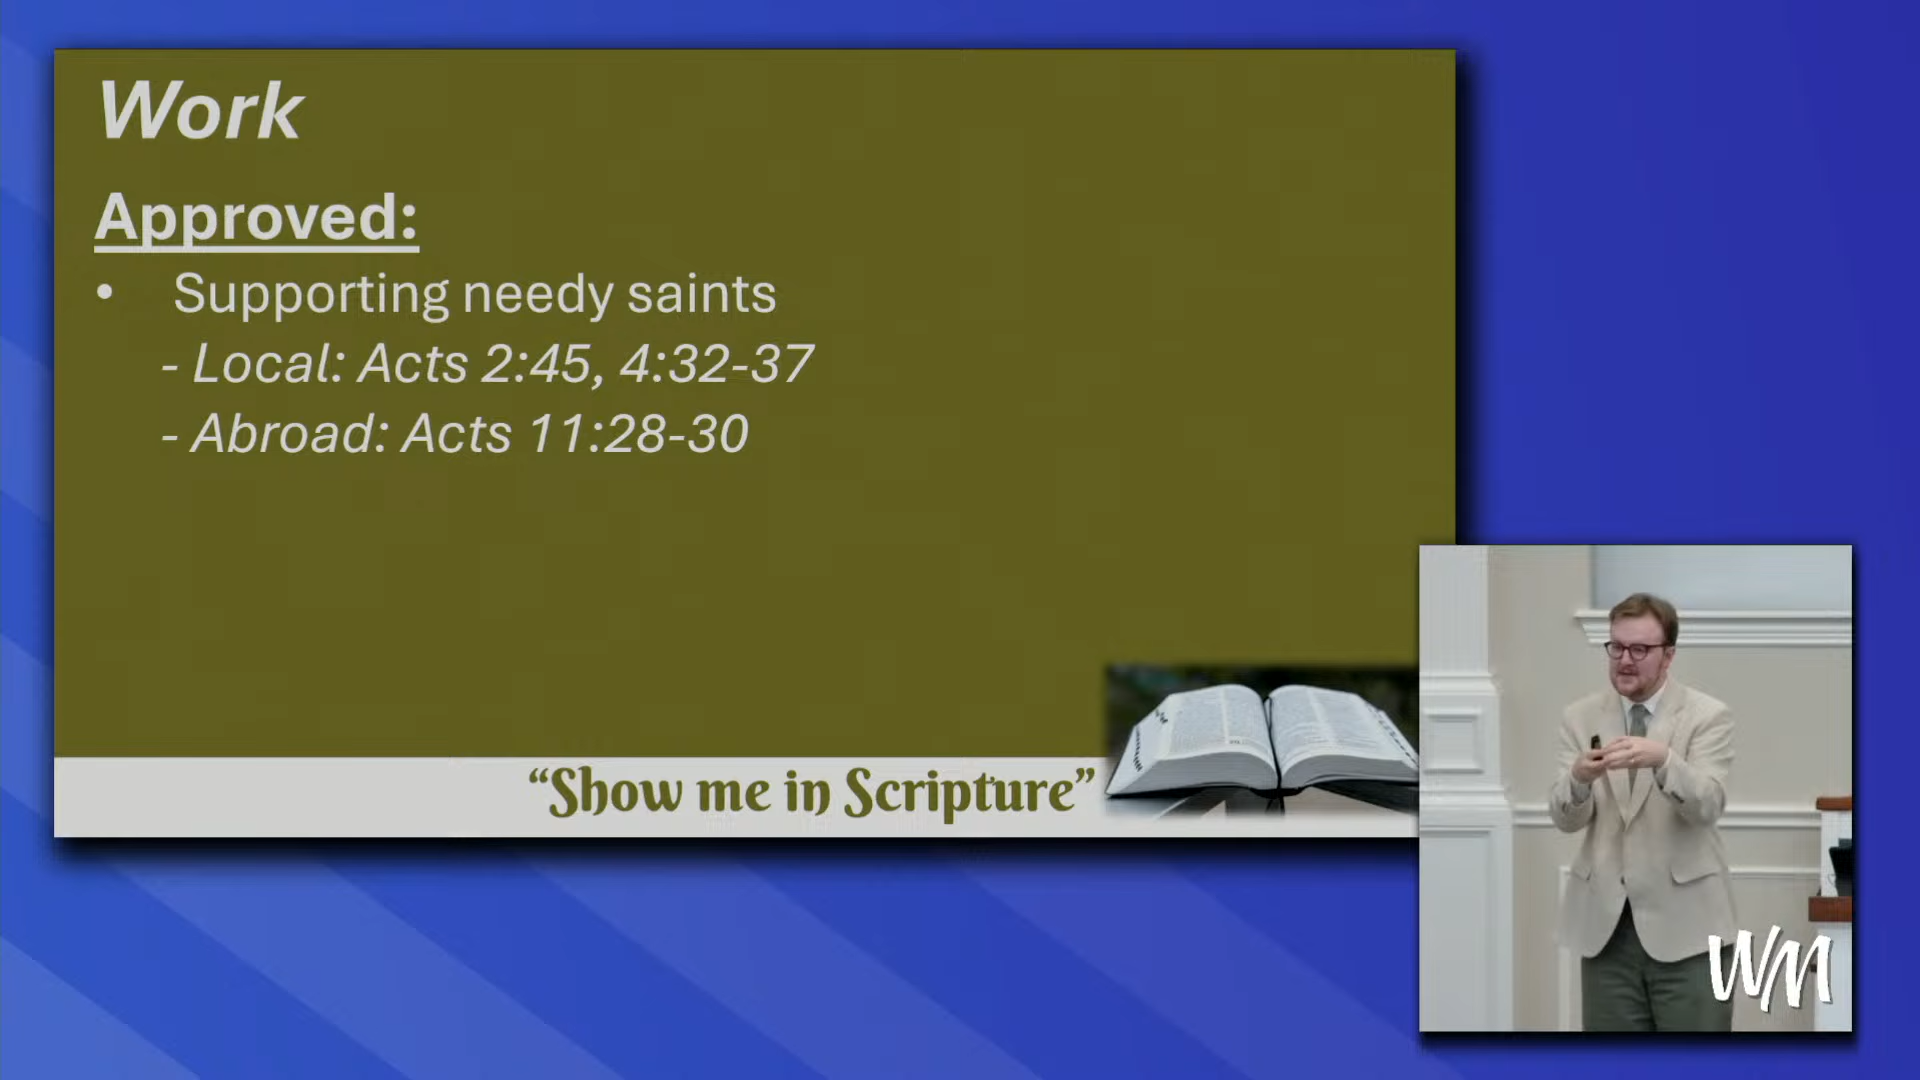 Work
Approved:
• Supporting needy saints
- Local: Acts 2:45, 4:32-37
- Abroad: Acts 11:28-30
“Show me in Scripture”
WM